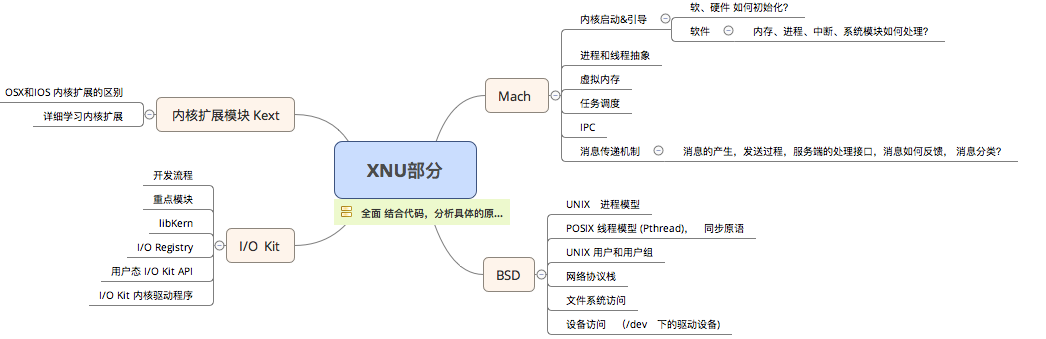 XNU部分
全面 结合代码，分析具体的原...
Mach
内核启动&引导
软、硬件 如何初始化?
软件
内存、进程、中断、系统模块如何处理?
进程和线程抽象
虚拟内存
任务调度
IPC
消息传递机制
消息的产生，发送过程，服务端的处理接口，消息如何反馈， 消息分类?
BSD
UNIX 进程模型
POSIX 线程模型 (Pthread)， 同步原语
UNIX 用户和用户组
网络协议栈
文件系统访问
设备访问 （/dev 下的驱动设备)
内核扩展模块 Kext
OSX和IOS 内核扩展的区别
详细学习内核扩展
I/O Kit
开发流程
重点模块
libKern
I/O Registry
用户态 I/O Kit API
I/O Kit 内核驱动程序